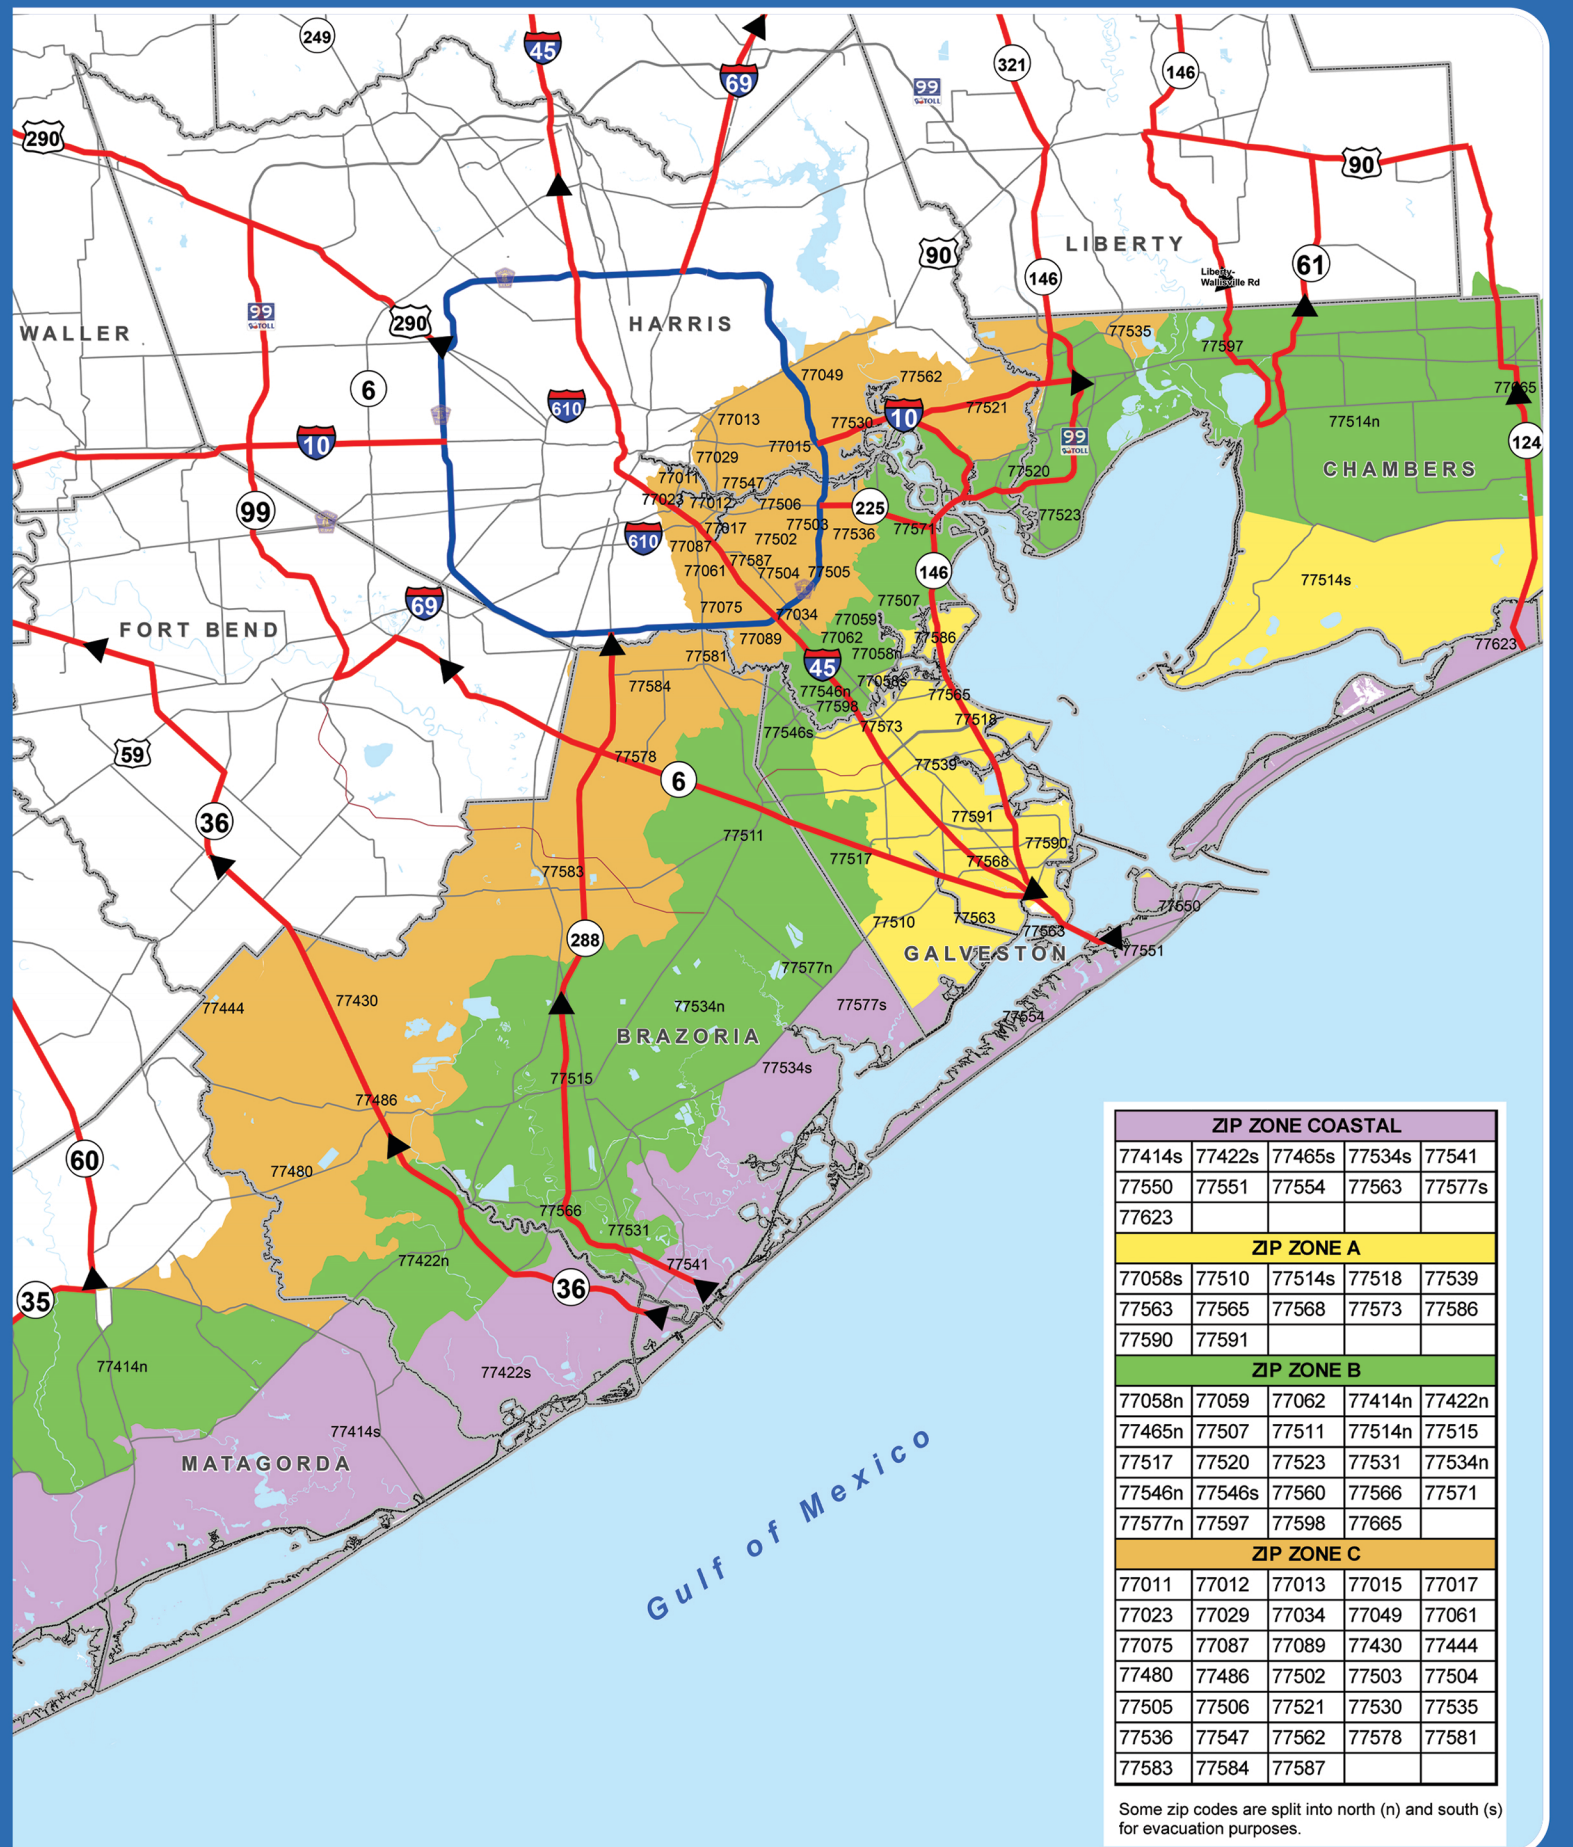 249
45
69
99
TOLL
321
146
290
90
LIBERTY
90
Liberty-
Wallisville Rd
146
61
99
TOLL
WALLER
290
HARRIS
77535
77597
6
610
77049
77562
77665
10
77013
77530
10
77521
77514n
77015
99
TOLL
124
77029
CHAMBERS
77011
77547
77520
77023
77012
77506
225
99
610
77017
77503
77536
77571
77523
77502
77087
77587
146
77061
77504
77505
77514s
69
77507
77075
77034
77059
FORT BEND
77089
77062
77586
77623
77581
77058n
45
77058s
77584
77546n
77565
77598
77518
77546s
77573
59
77578
77539
6
36
77591
77511
77590
77517
77568
77583
77550
77510
77563
77563
288
GALVESTON
77551
77577n
77430
77444
77534n
77577s
77554
BRAZORIA
77534s
77515
77486
60
77480
77566
77531
77422n
77541
36
35
77414n
77422s
77414s
MATAGORDA
Gulf of Mexico
ZIP ZONE COASTAL
77414s 77422s 77465s 77534s 77541
77550 77551 77554 77563 77577s
77623
ZIP ZONE A
77058s 77510 77514s 77518 77539
77563 77565 77568 77573 77586
77590 77591
ZIP ZONE B
77058n 77059 77062 77414n 77422n
77465n 77507 77511 77514n 77515
77517 77520 77523 77531 77534n
77546n 77546s 77560 77566 77571
77577n 77597 77598 77665
ZIP ZONE C
77011 77012 77013 77015 77017
77023 77029 77034 77049 77061
77075 77087 77089 77430 77444
77480 77486 77502 77503 77504
77505 77506 77521 77530 77535
77536 77547 77562 77578 77581
77583 77584 77587
Some zip codes are split into north (n) and south (s)
for evacuation purposes.